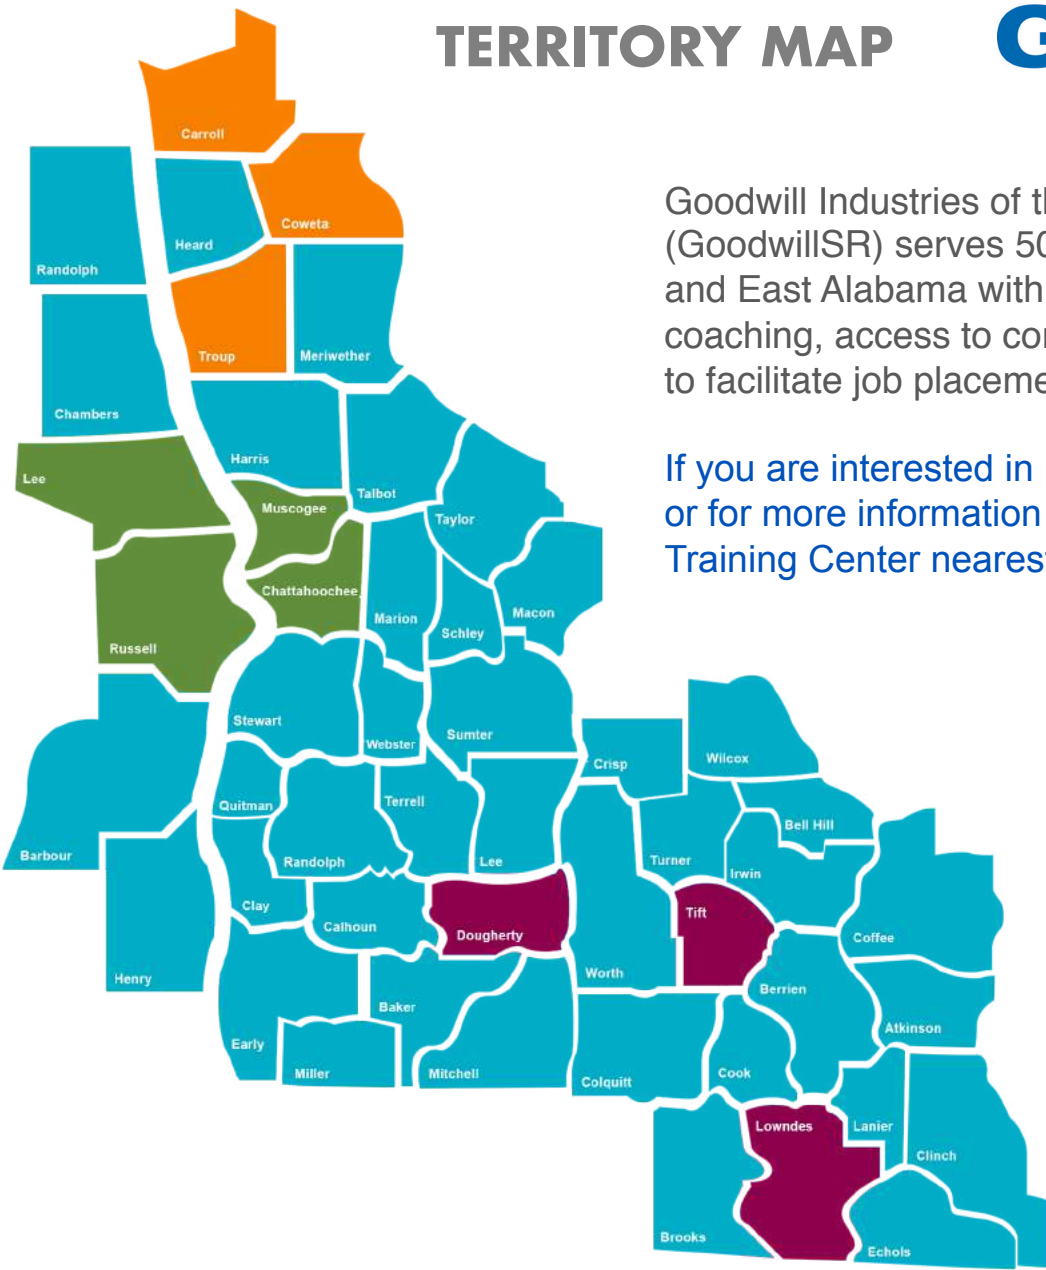 TERRITORY MAP G
Goodwill Industries of t
(GoodwillSR) serves 50
and East Alabama with
coaching, access to co
to facilitate job placeme
If you are interested in
or for more information
Training Center nearest
Carroll
Coweta
Heard
Randolph
Troup
Meriwether
Chambers
Harris
Lee
Talbot
Muscogee
Taylor
Chattahoochee
Marion
Macon
Schley
Russell
Stewart
Webster
Sumter
Crisp
Wilcox
Quitman
Terrell
Bell Hill
Barbour
Randolph
Lee
Turner
Irwin
Clay
Calhoun
Dougherty
Tift
Coffee
Henry
Worth
Berrien
Baker
Early
Atkinson
Miller
Mitchell
Colquitt
Cook
Lowndes
Lanier
Clinch
Brooks
Echols